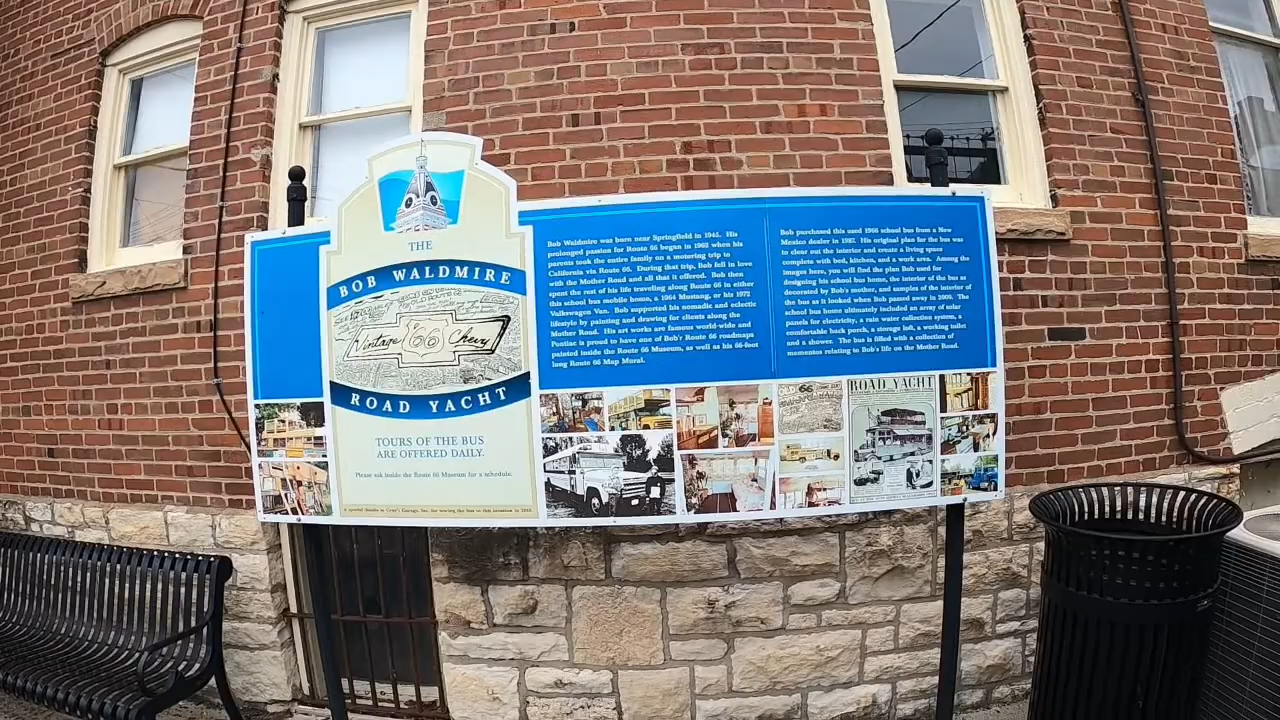 THE
BOB WALDMIRE
Vintage 66 Chevy
ROAD YACHT
TOURS OF THE BUS
ARE OFFERED DAILY.
Please ask inside the Route 66 Museum for a schedule.
Bob Waldmire was born near Springfield in 1945. His
prolonged passion for Route 66 began in 1962 when his
parents took the entire family on a motoring trip to
California via Route 66. During that trip, Bob fell in love
with the Mother Road and all that it offered. Bob then
spent the rest of his life traveling along Route 66 in either
this school bus mobile home, a 1964 Mustang, or his 1972
Volkswagen Van. Bob supported his nomadic and eclectic
lifestyle by painting and drawing for clients along the
Mother Road. His art works are famous world-wide and
Pontiac is proud to have one of Bob'r Route 66 roadmaps
painted inside the Route 66 Museum, as well as his 66-foot
long Route 66 Map Mural.
Bob purchased this used 1966 school bus from a New
Mexico dealer in 1987. His original plan for the bus was
to clear out the interior and create a living space
complete with bed, kitchen, and a work area. Among the
images here, you will find the plan Bob used for
designing his school bus home, the interior of the bus as
decorated by Bob's mother, and samples of the interior of
the bus as it looked when Bob passed away in 2009. The
school bus home ultimately included an array of solar
panels for electricity, a rain water collection system, a
comfortable back porch, a storage loft, a working toilet
and a shower. The bus is filled with a collection of
mementos relating to Bob's life on the Mother Road.
ROAD YACHT